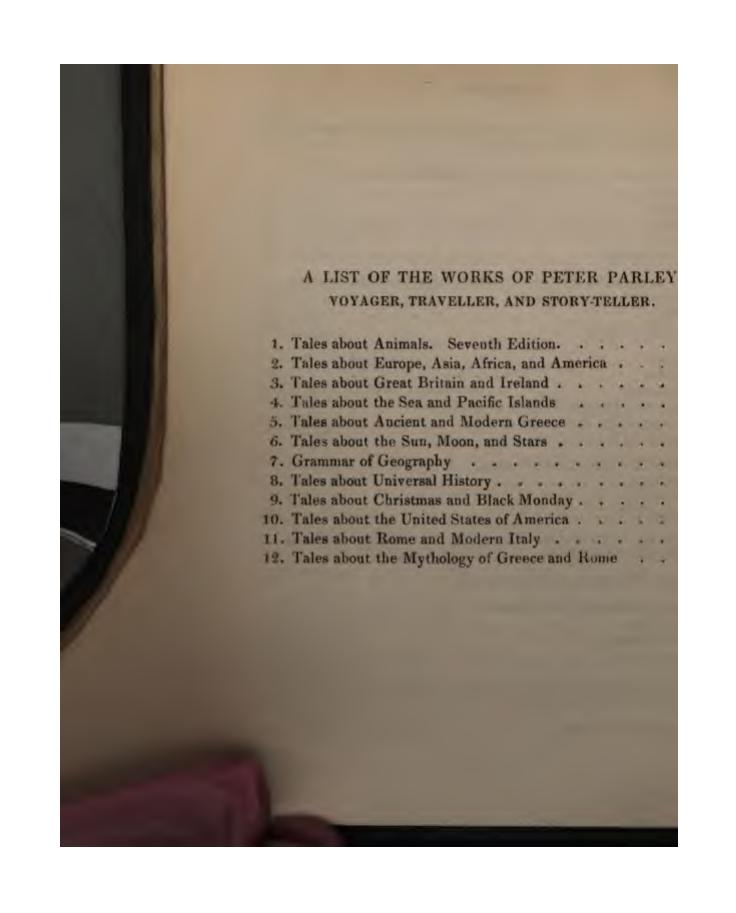 A LIST OF THE WORKS OF PETER PARLEY
VOYAGER, TRAVELLER, AND STORY-TELLER.
1. Tales about Animals. Seventh Edition. . . . . .
2. Tales about Europe, Asia, Africa, and America . . .
3. Tales about Great Britain and Ireland . . . . . .
4. Tales about the Sea and Pacific Islands . . . . .
5. Tales about Ancient and Modern Greece . . . . .
6. Tales about the Sun, Moon, and Stars . . . . . .
7. Grammar of Geography . . . . . . . . . .
8. Tales about Universal History . . . . . . . . .
9. Tales about Christmas and Black Monday . . . . .
10. Tales about the United States of America . . . . .
11. Tales about Rome and Modern Italy . . . . . .
12. Tales about the Mythology of Greece and Rome . .